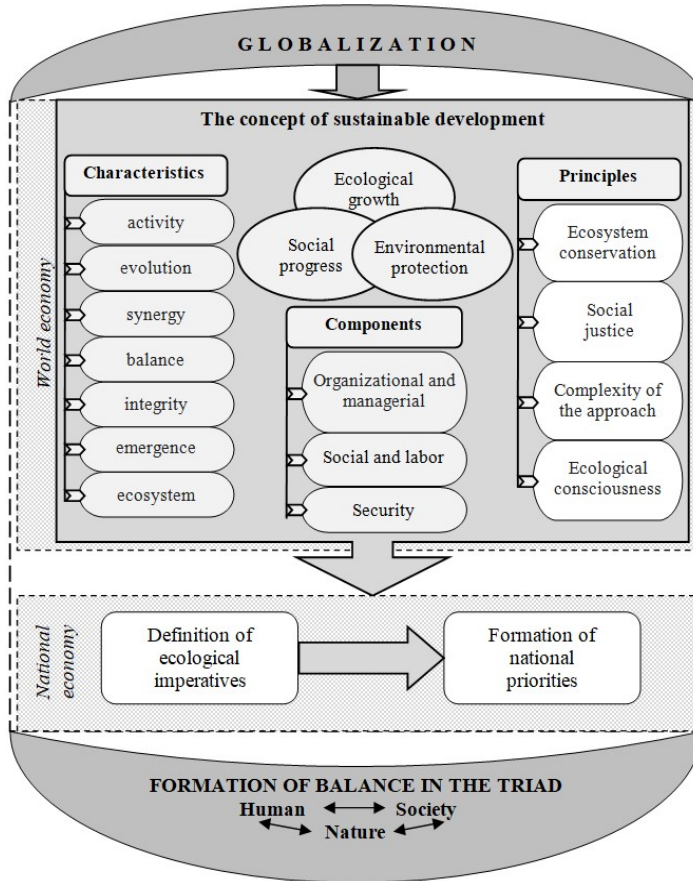 GLOBALIZATION
World economy
The concept of sustainable development
Characteristics
activity
evolution
synergy
balance
integrity
emergence
ecosystem
Ecological
growth
Social
progress
Environmental
protection
Components
Organizational and
managerial
Social and labor
Security
Principles
Ecosystem
conservation
Social
justice
Complexity of
the approach
Ecological
consciousness
National
economy
Definition of
ecological
imperatives
Formation of
national
priorities
FORMATION OF BALANCE IN THE TRIAD
Human Society
Nature